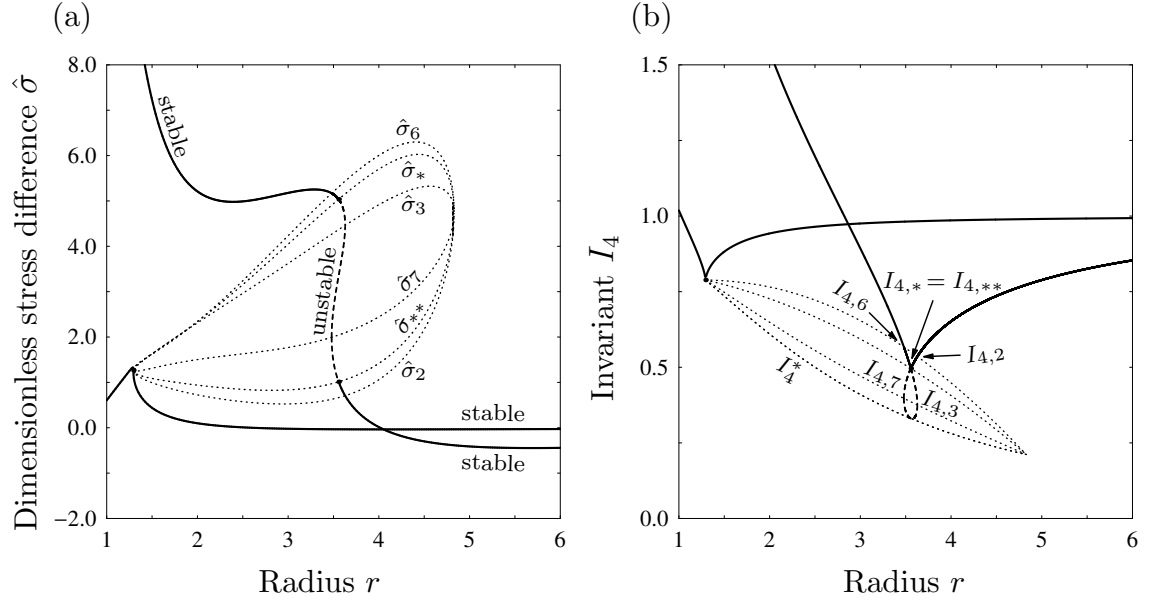 (a)
Dimensionless stress difference σ̂
8.0
6.0
4.0
2.0
0.0
−2.0
1
2
3
4
5
6
Radius r
stable
unstable
σ̂₆
σ̂*
σ̂₃
σ̂₇
σ̂**
σ̂₂
stable
stable
(b)
Invariant I₄
1.5
1.0
0.5
0.0
1
2
3
4
5
6
Radius r
I₄,* = I₄,**
I₄,₆
I₄,₂
I₄*
I₄,₇
I₄,₃